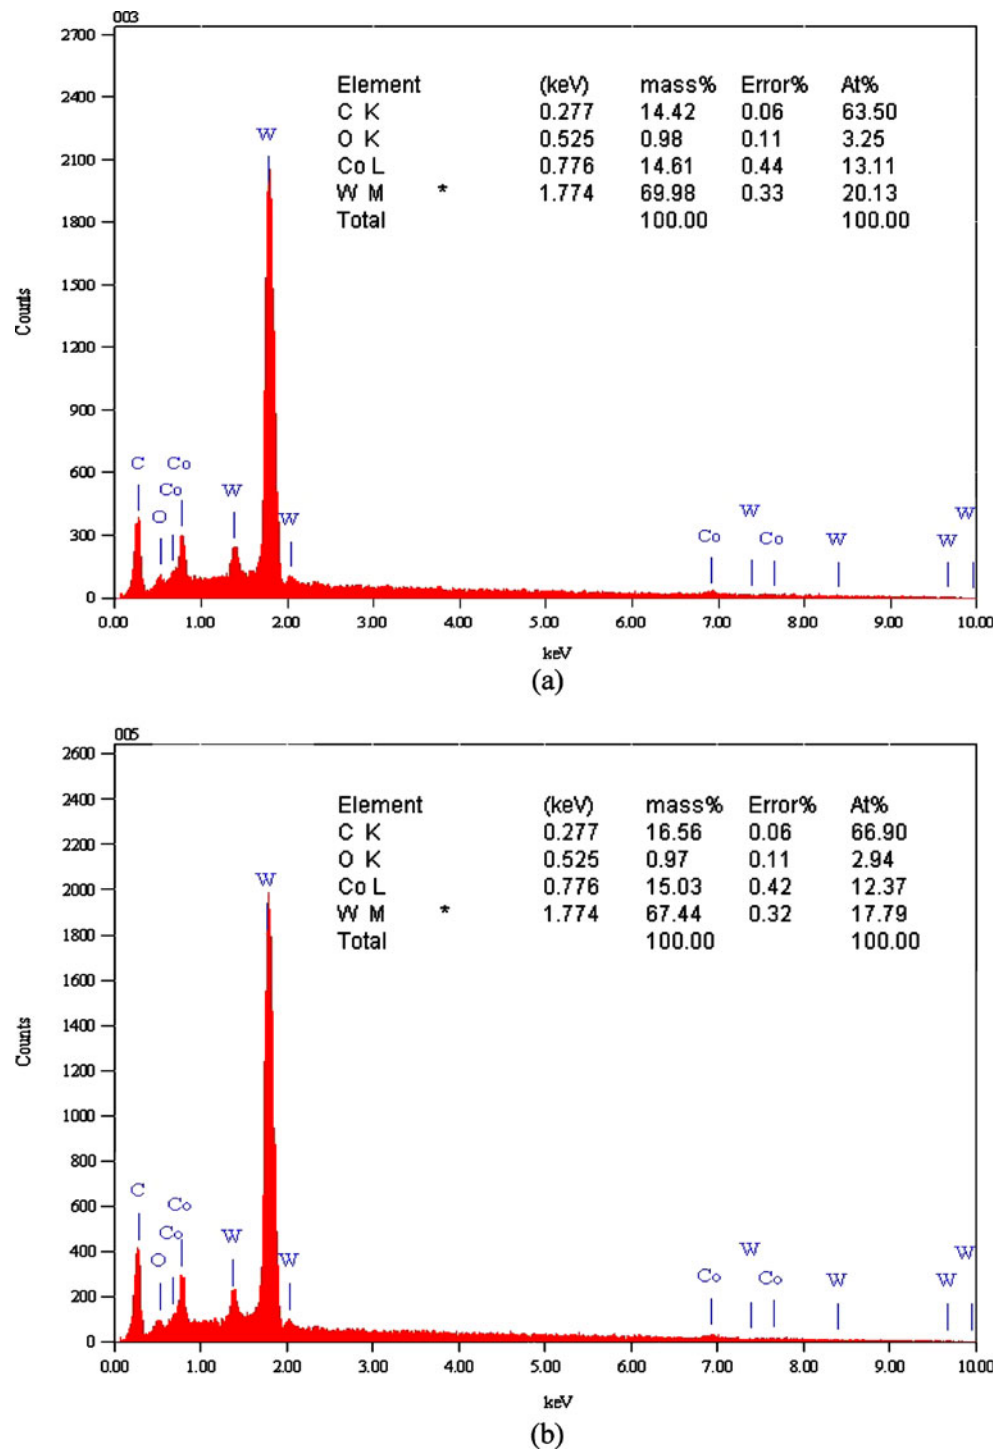 003
2700
2400
2100
1800
1500
1200
900
600
300
0
Counts
Element (keV) mass% Error% At%
C K 0.277 14.42 0.06 63.50
O K 0.525 0.98 0.11 3.25
Co L 0.776 14.61 0.44 13.11
W M * 1.774 69.98 0.33 20.13
Total 100.00 100.00
W
C O Co Co W W Co W Co W W W
0.00 1.00 2.00 3.00 4.00 5.00 6.00 7.00 8.00 9.00 10.00
keV
(a)
005
2600
2400
2200
2000
1800
1600
1400
1200
1000
800
600
400
200
0
Counts
Element (keV) mass% Error% At%
C K 0.277 16.56 0.06 66.90
O K 0.525 0.97 0.11 2.94
Co L 0.776 15.03 0.42 12.37
W M * 1.774 67.44 0.32 17.79
Total 100.00 100.00
W
C O Co Co W W Co W Co W W W
0.00 1.00 2.00 3.00 4.00 5.00 6.00 7.00 8.00 9.00 10.00
keV
(b)